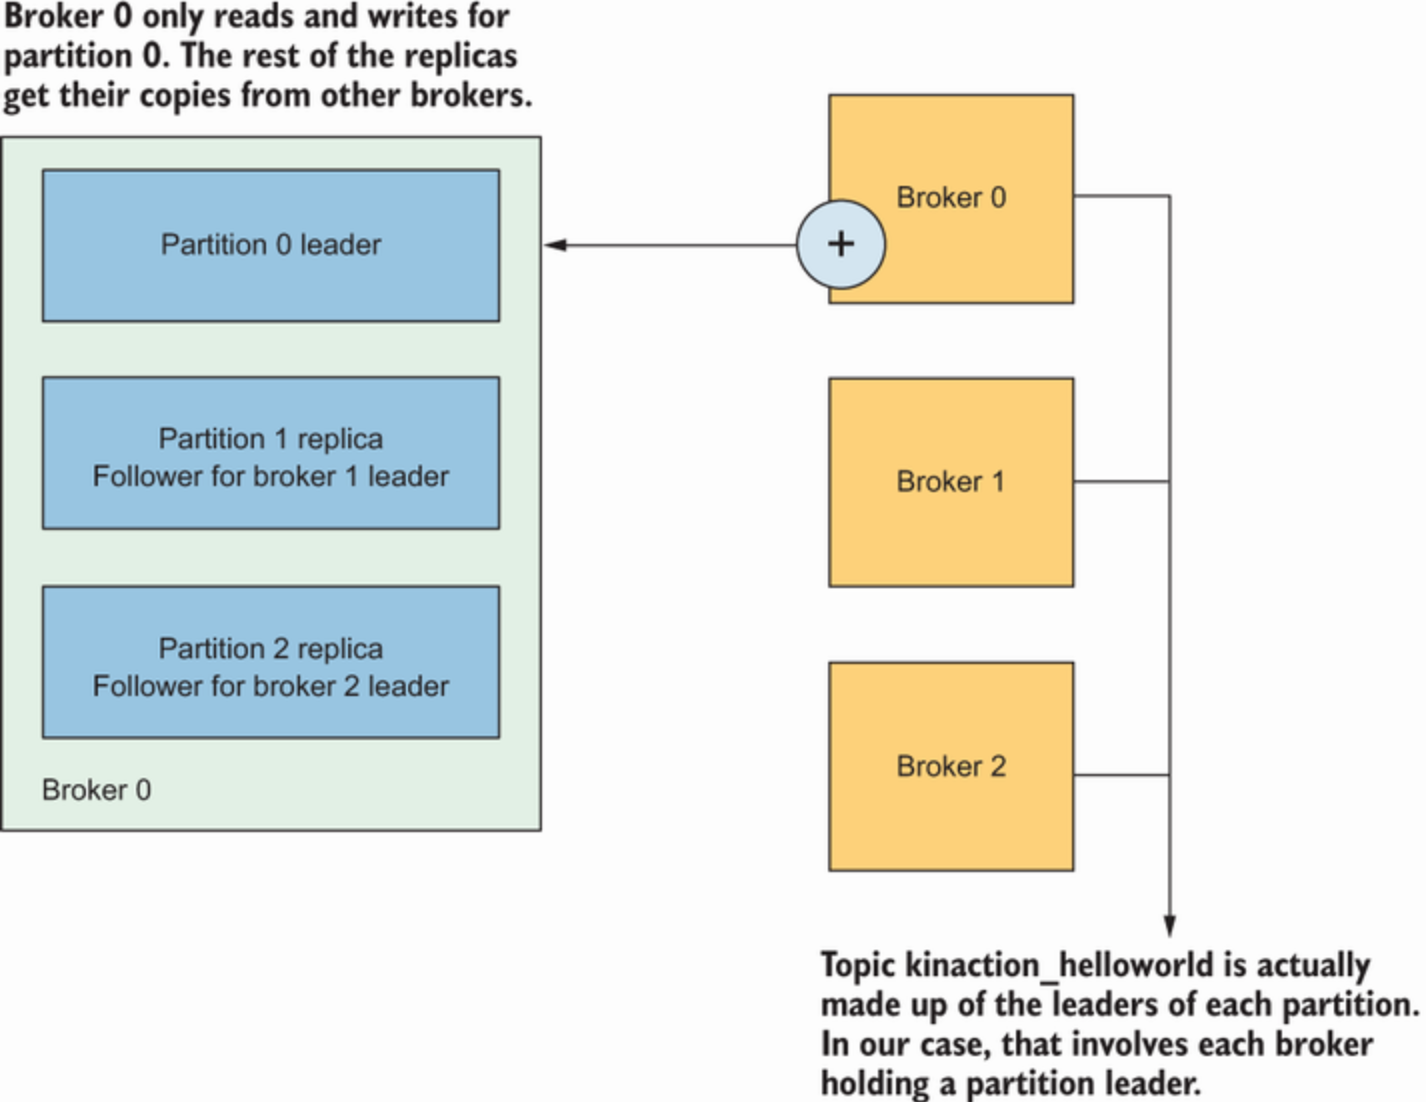 Broker 0 only reads and writes for
partition 0. The rest of the replicas
get their copies from other brokers.
Partition 0 leader
Partition 1 replica
Follower for broker 1 leader
Partition 2 replica
Follower for broker 2 leader
Broker 0
+
Broker 0
Broker 1
Broker 2
Topic kinaction_helloworld is actually
made up of the leaders of each partition.
In our case, that involves each broker
holding a partition leader.